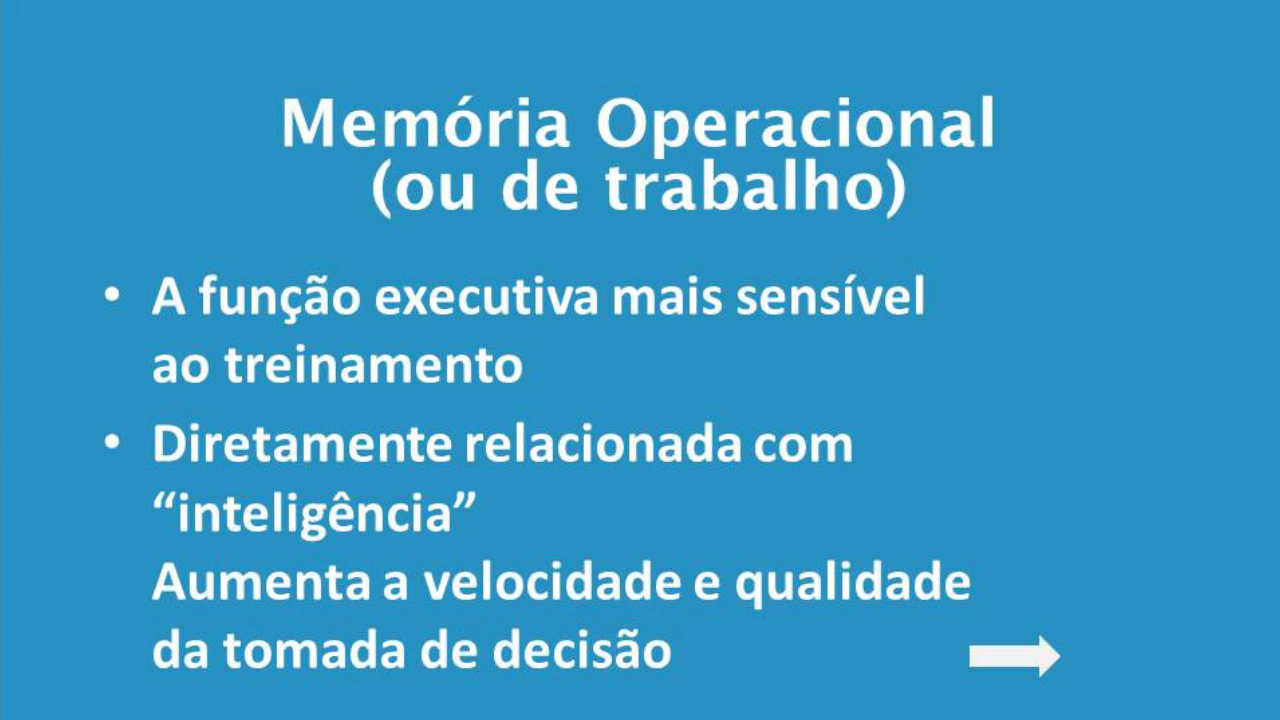 Memória Operacional
(ou de trabalho)
• A função executiva mais sensível
ao treinamento
• Diretamente relacionada com
“inteligência”
Aumenta a velocidade e qualidade
da tomada de decisão